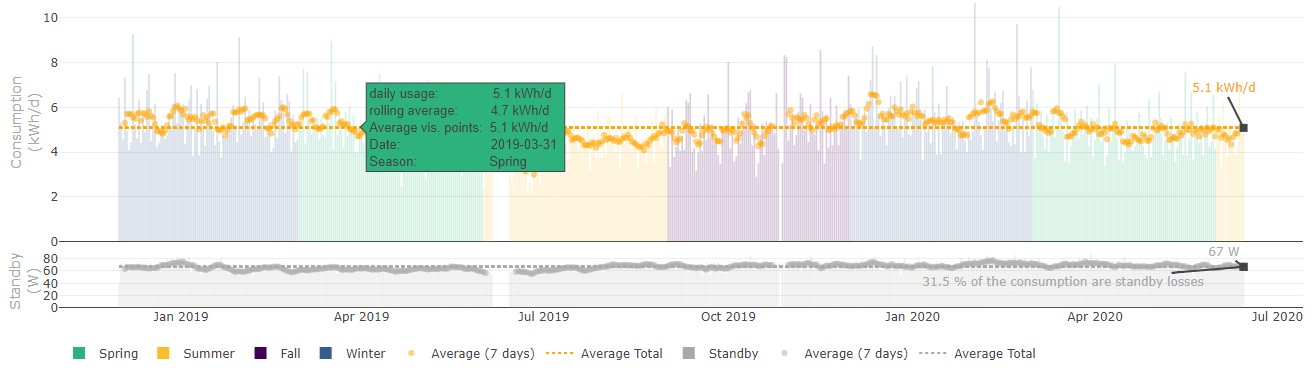 10
8
6
4
2
0
Consumption
(kWh/d)
daily usage: 5.1 kWh/d
rolling average: 4.7 kWh/d
Average vis. points: 5.1 kWh/d
Date: 2019-03-31
Season: Spring
5.1 kWh/d
80
60
40
20
0
Standby
(W)
67 W
31.5 % of the consumption are standby losses
Jan 2019 Apr 2019 Jul 2019 Oct 2019 Jan 2020 Apr 2020 Jul 2020
Spring Summer Fall Winter Average (7 days) Average Total Standby Average (7 days) Average Total